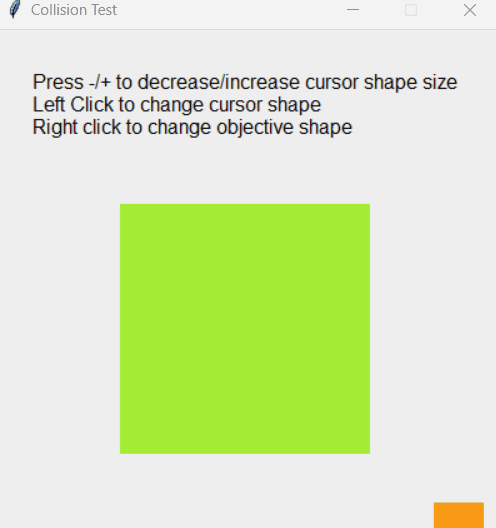 Collision Test
Press -/+ to decrease/increase cursor shape size
Left Click to change cursor shape
Right click to change objective shape